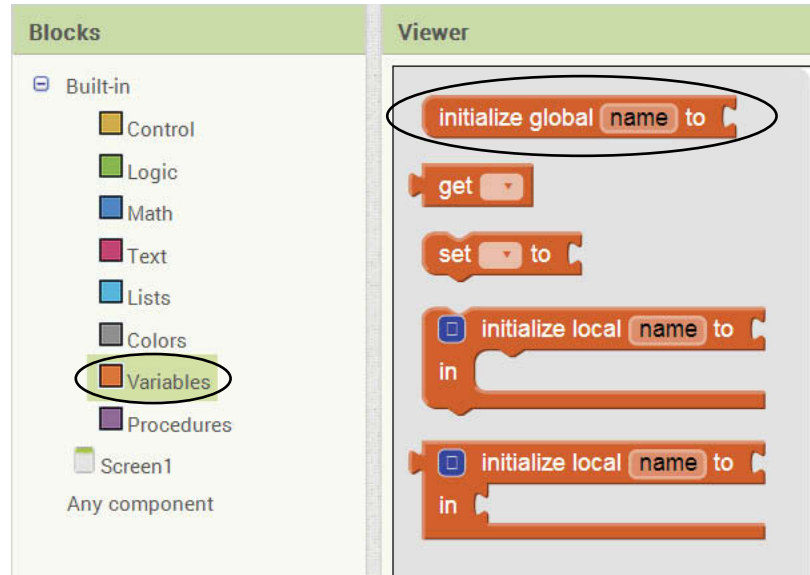 Blocks
Built-in
Control
Logic
Math
Text
Lists
Colors
Variables
Procedures
Screen1
Any component
Viewer
initialize global name to
get
set to
initialize local name to
in
initialize local name to
in